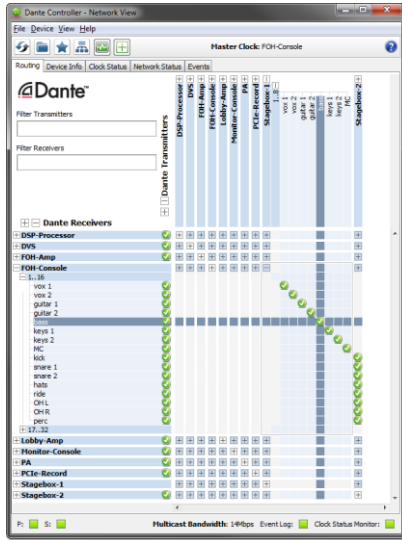 Dante Controller - Network View
File Device View Help
Master Clock: FOH-Console
Routing Device Info Clock Status Network Status Events
Dante™
Filter Transmitters
Filter Receivers
Dante Transmitters
DSP-Processor
DVS
FOH-Amp
FOH-Console
Lobby-Amp
Monitor-Console
PA
PCIe-Record
Stagebox-1
1..8
vox 1
vox 2
guitar 1
guitar 2
bass
keys 1
keys 2
MC
Stagebox-2
Dante Receivers
DSP-Processor
DVS
FOH-Amp
FOH-Console
1..16
vox 1
vox 2
guitar 1
guitar 2
bass
keys 1
keys 2
MC
kick
snare 1
snare 2
hats
ride
OH L
OH R
perc
17..32
Lobby-Amp
Monitor-Console
PA
PCIe-Record
Stagebox-1
Stagebox-2
P: S: Multicast Bandwidth: 14Mbps Event Log: Clock Status Monitor: